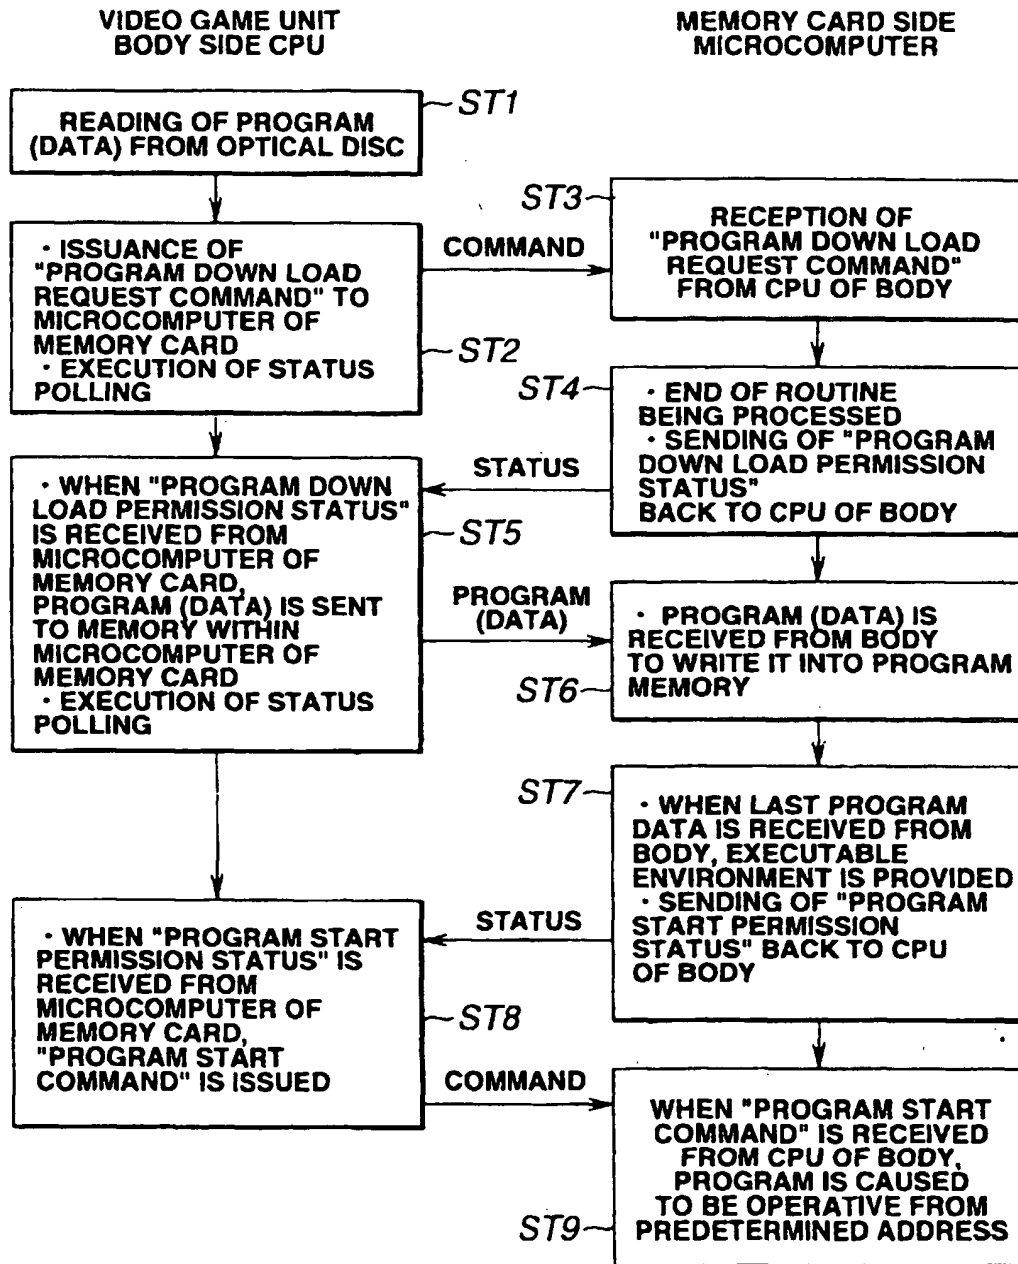 VIDEO GAME UNIT
BODY SIDE CPU
MEMORY CARD SIDE
MICROCOMPUTER
ST1
READING OF PROGRAM
(DATA) FROM OPTICAL DISC
· ISSUANCE OF
"PROGRAM DOWN LOAD
REQUEST COMMAND" TO
MICROCOMPUTER OF
MEMORY CARD
· EXECUTION OF STATUS
POLLING
ST2
COMMAND
ST3
RECEPTION OF
"PROGRAM DOWN LOAD
REQUEST COMMAND"
FROM CPU OF BODY
ST4
· END OF ROUTINE
BEING PROCESSED
· SENDING OF "PROGRAM
DOWN LOAD PERMISSION
STATUS"
BACK TO CPU OF BODY
STATUS
· WHEN "PROGRAM DOWN
LOAD PERMISSION STATUS"
IS RECEIVED FROM
MICROCOMPUTER OF
MEMORY CARD,
PROGRAM (DATA) IS SENT
TO MEMORY WITHIN
MICROCOMPUTER OF
MEMORY CARD
· EXECUTION OF STATUS
POLLING
ST5
PROGRAM
(DATA)
· PROGRAM (DATA) IS
RECEIVED FROM BODY
TO WRITE IT INTO PROGRAM
MEMORY
ST6
ST7
· WHEN LAST PROGRAM
DATA IS RECEIVED FROM
BODY, EXECUTABLE
ENVIRONMENT IS PROVIDED
· SENDING OF "PROGRAM
START PERMISSION
STATUS" BACK TO CPU
OF BODY
STATUS
· WHEN "PROGRAM START
PERMISSION STATUS" IS
RECEIVED FROM
MICROCOMPUTER OF
MEMORY CARD,
"PROGRAM START
COMMAND" IS ISSUED
ST8
COMMAND
WHEN "PROGRAM START
COMMAND" IS RECEIVED
FROM CPU OF BODY,
PROGRAM IS CAUSED
TO BE OPERATIVE FROM
PREDETERMINED ADDRESS
ST9